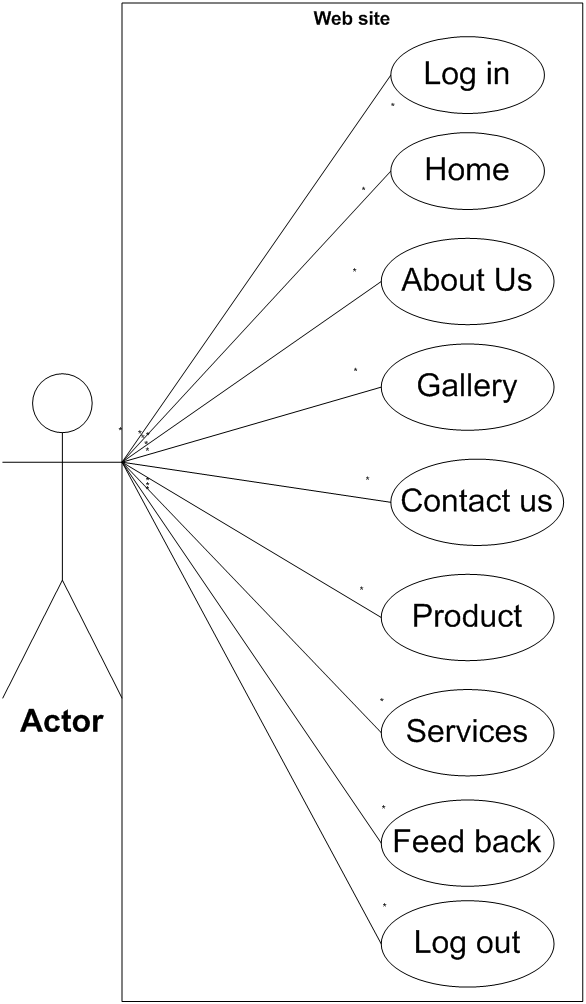 Web site
Log in
Home
About Us
Gallery
Contact us
Product
Services
Feed back
Log out
Actor